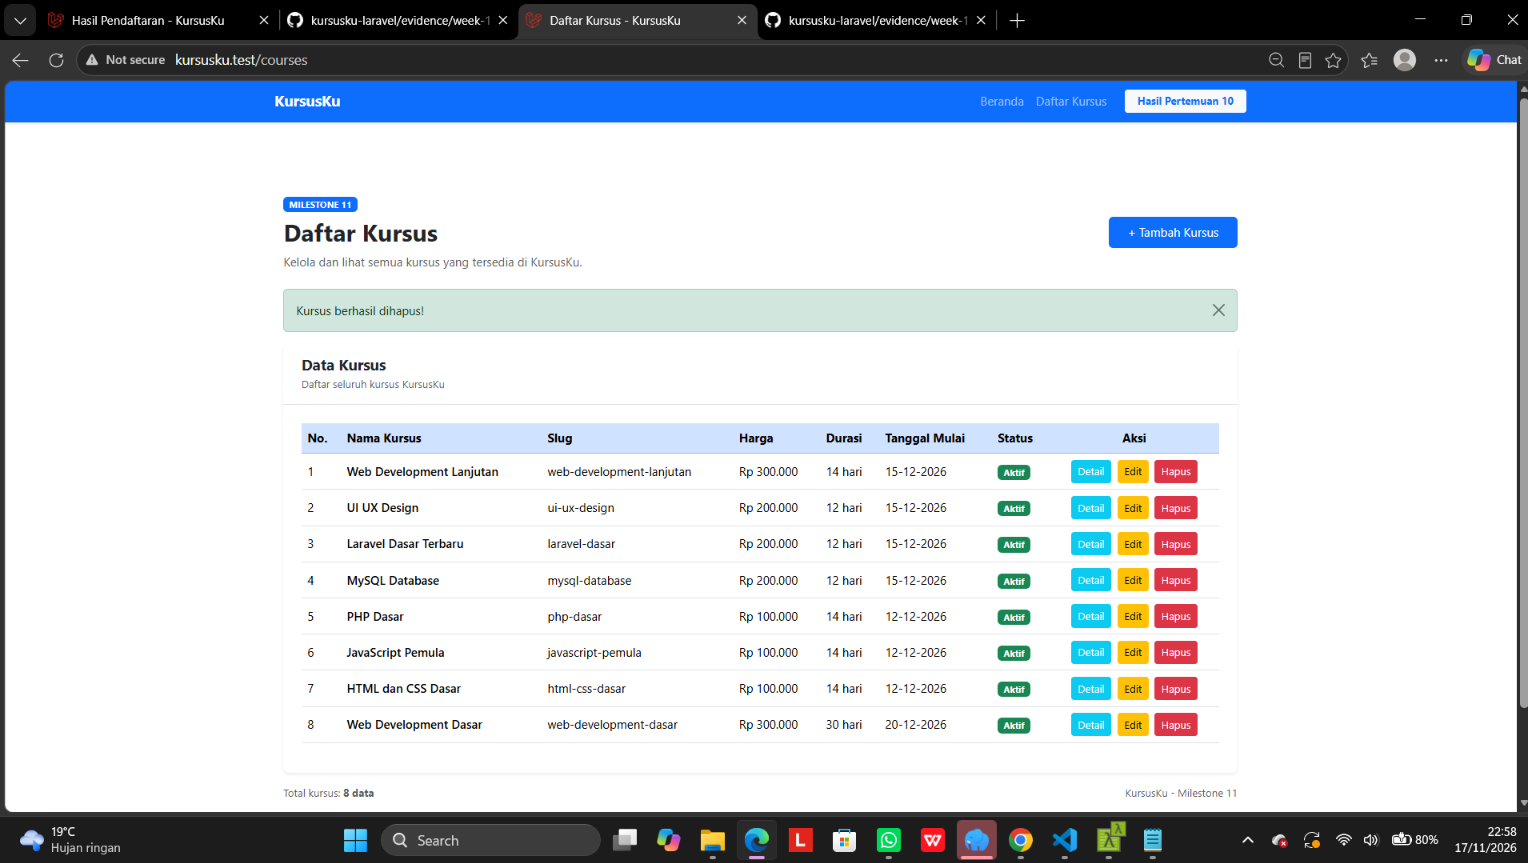 Hasil Pendaftaran - KursusKu
kursusku-laravel/evidence/week-1
Daftar Kursus - KursusKu
kursusku-laravel/evidence/week-1
Not secure kursusku.test/courses
Chat
KursusKu
Beranda Daftar Kursus Hasil Pertemuan 10
MILESTONE 11
Daftar Kursus
+ Tambah Kursus
Kelola dan lihat semua kursus yang tersedia di KursusKu.
Kursus berhasil dihapus!
Data Kursus
Daftar seluruh kursus KursusKu
No. Nama Kursus Slug Harga Durasi Tanggal Mulai Status Aksi
1 Web Development Lanjutan web-development-lanjutan Rp 300.000 14 hari 15-12-2026 Aktif Detail Edit Hapus
2 UI UX Design ui-ux-design Rp 200.000 12 hari 15-12-2026 Aktif Detail Edit Hapus
3 Laravel Dasar Terbaru laravel-dasar Rp 200.000 12 hari 15-12-2026 Aktif Detail Edit Hapus
4 MySQL Database mysql-database Rp 200.000 12 hari 15-12-2026 Aktif Detail Edit Hapus
5 PHP Dasar php-dasar Rp 100.000 14 hari 12-12-2026 Aktif Detail Edit Hapus
6 JavaScript Pemula javascript-pemula Rp 100.000 14 hari 12-12-2026 Aktif Detail Edit Hapus
7 HTML dan CSS Dasar html-css-dasar Rp 100.000 14 hari 12-12-2026 Aktif Detail Edit Hapus
8 Web Development Dasar web-development-dasar Rp 300.000 30 hari 20-12-2026 Aktif Detail Edit Hapus
Total kursus: 8 data
KursusKu - Milestone 11
19°C
Hujan ringan
Search
80%
22:58
17/11/2026